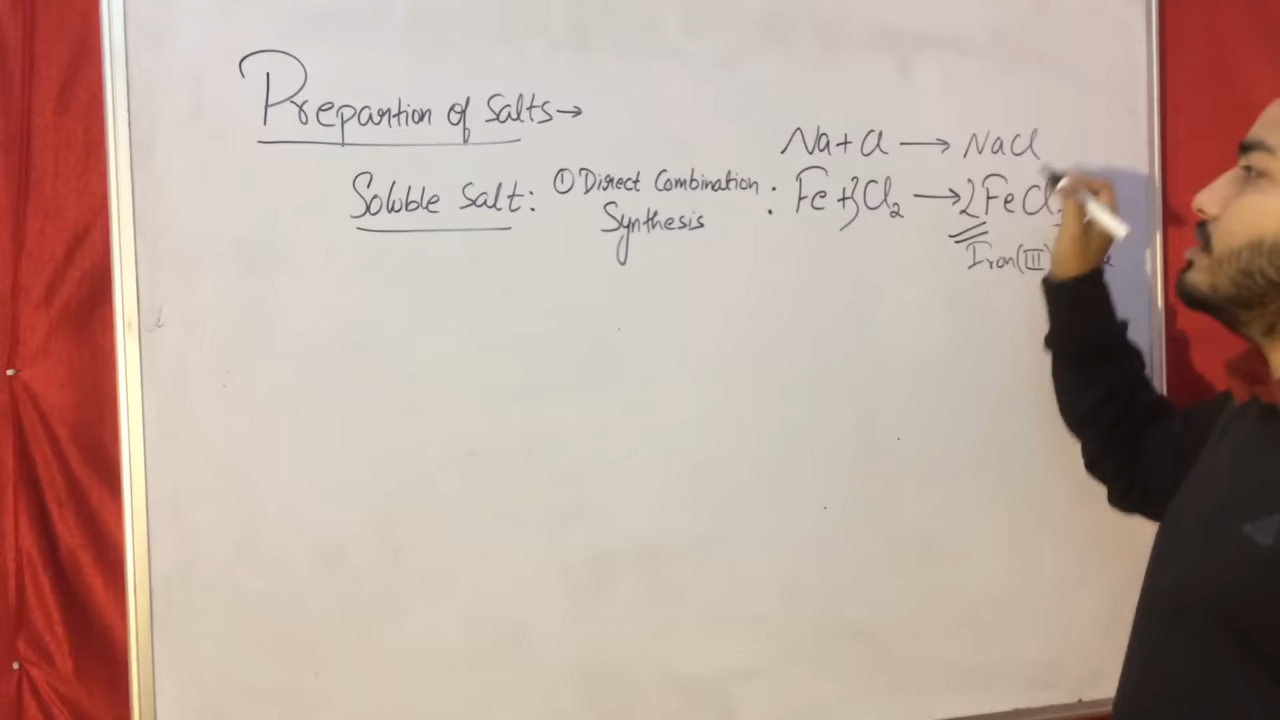 Prepartion of Salts→
Na+Cl → NaCl
Soluble Salt: ① Direct Combination : Fe+3Cl₂ → 2FeCl
Synthesis
Iron(III)